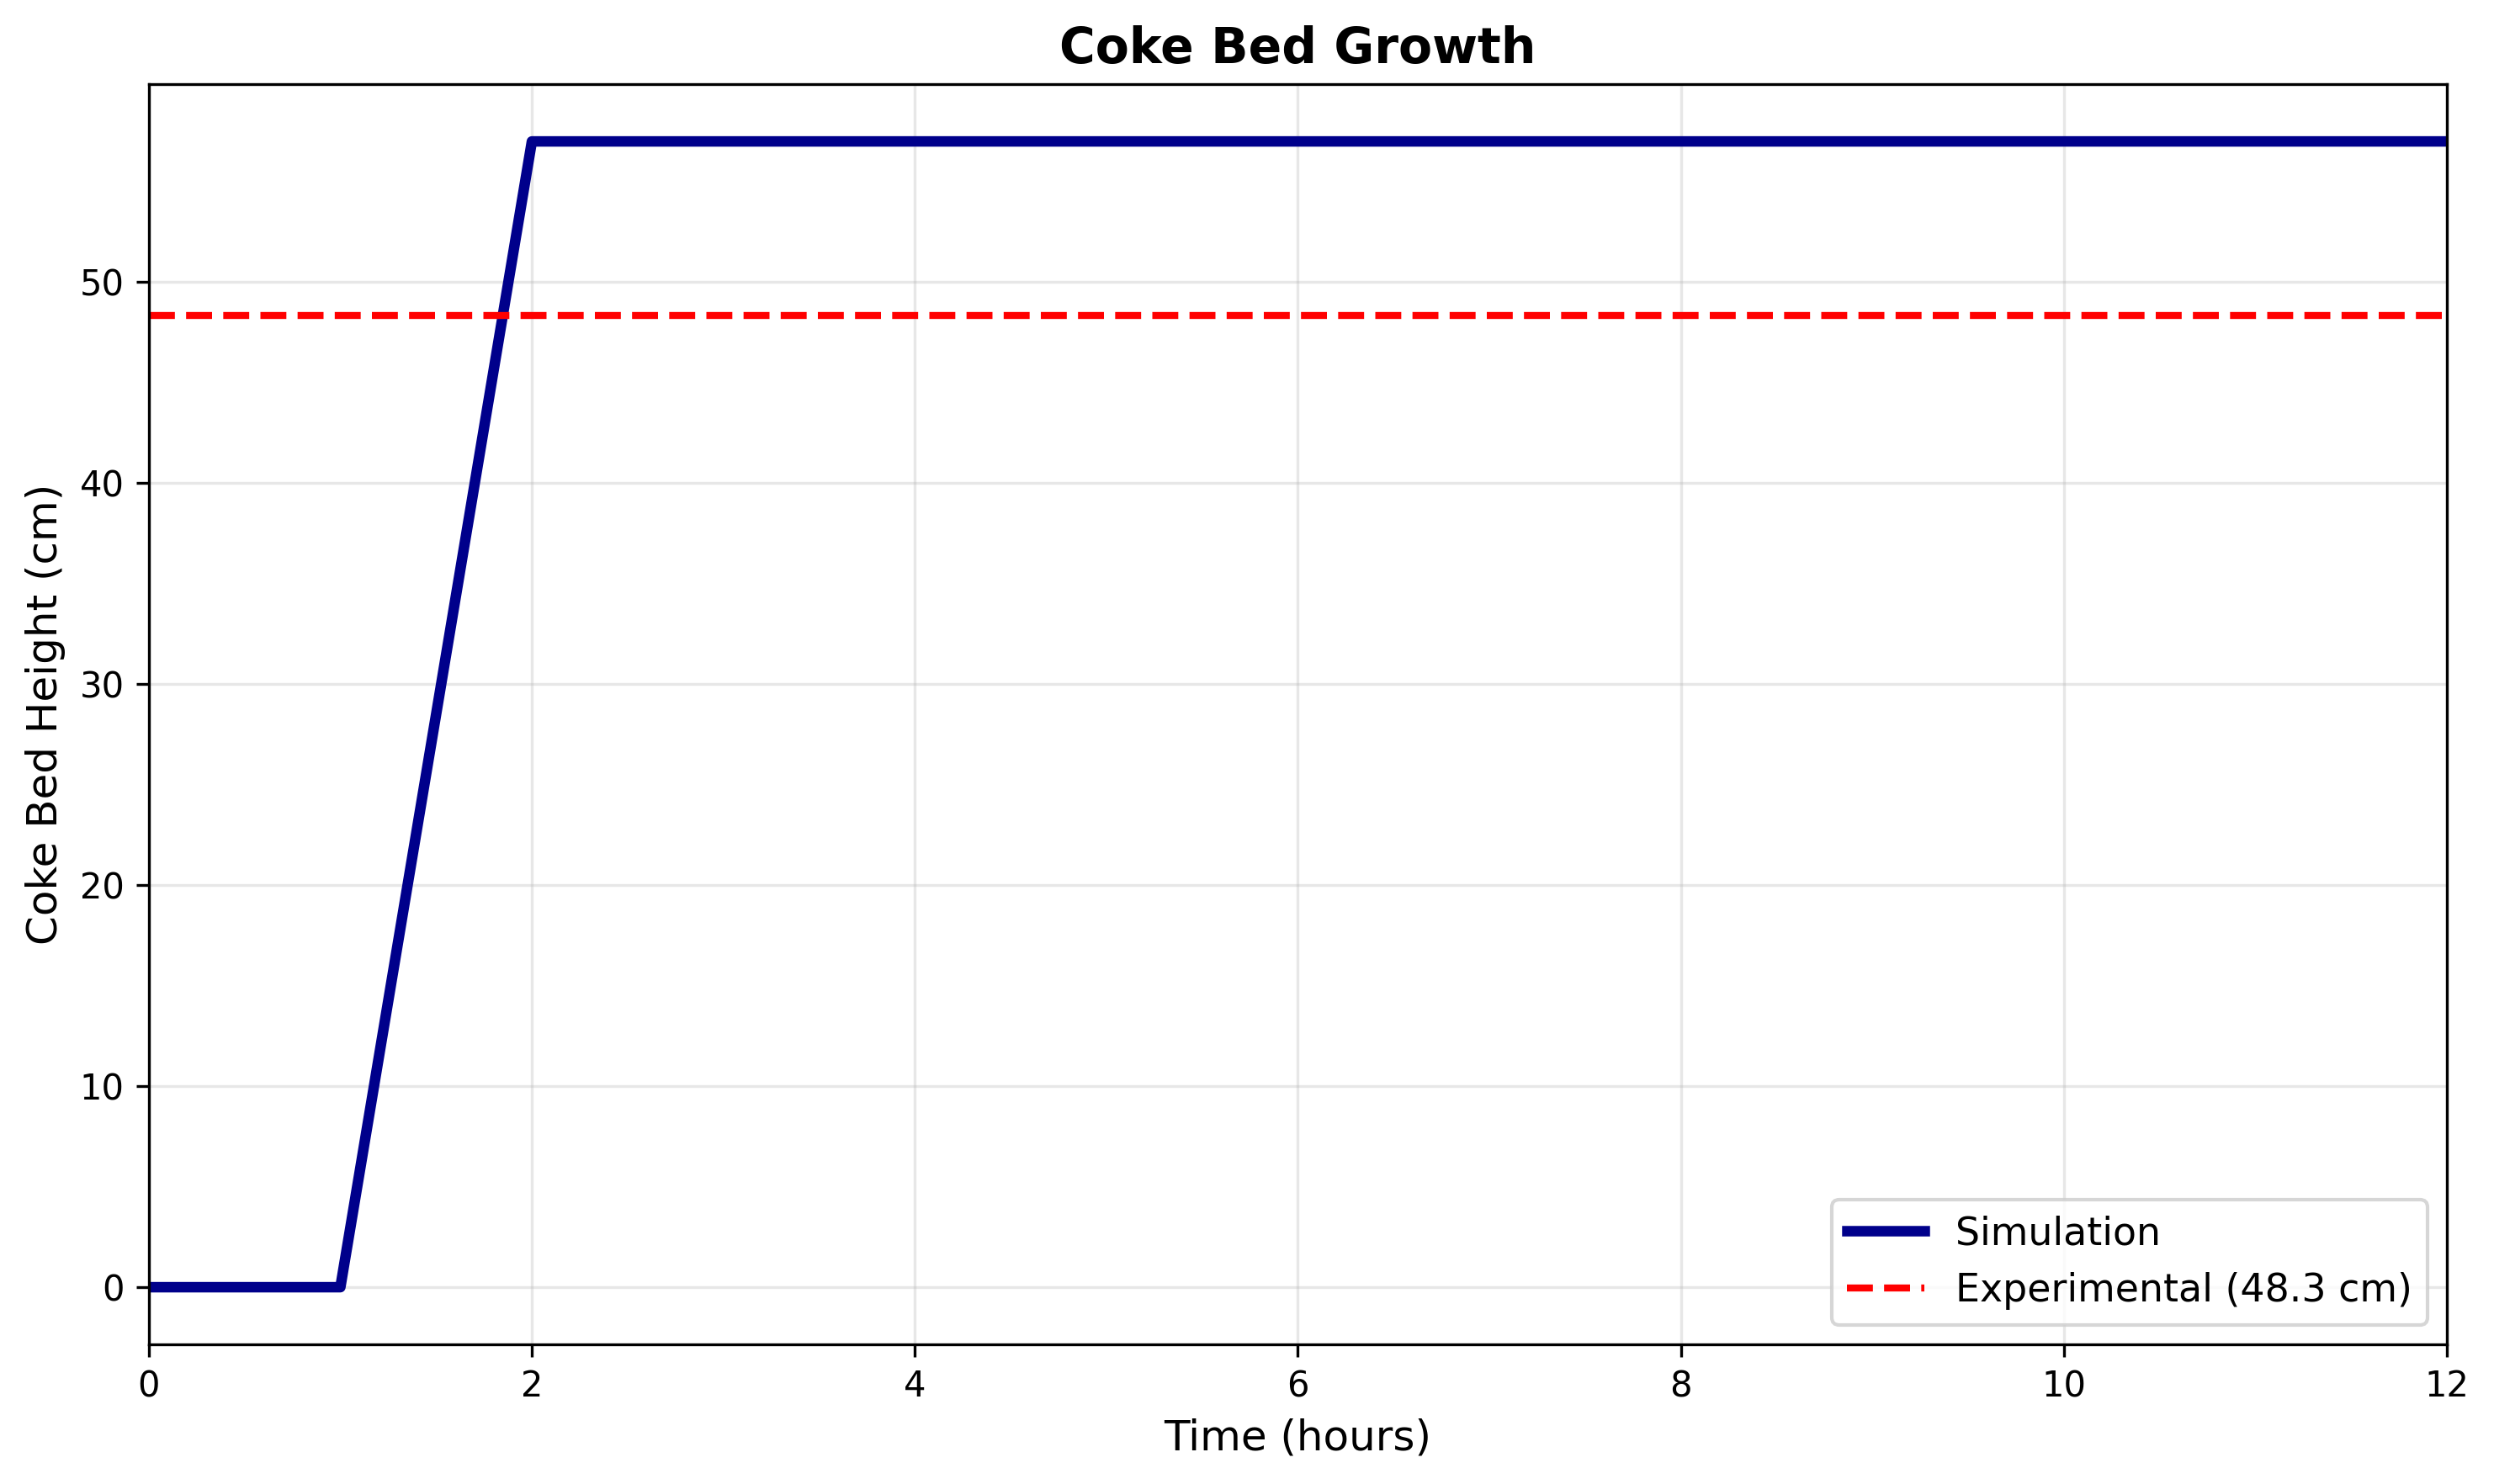 Coke Bed Growth
Coke Bed Height (cm)
50
40
30
20
10
0
0 2 4 6 8 10 12
Time (hours)
Simulation
Experimental (48.3 cm)